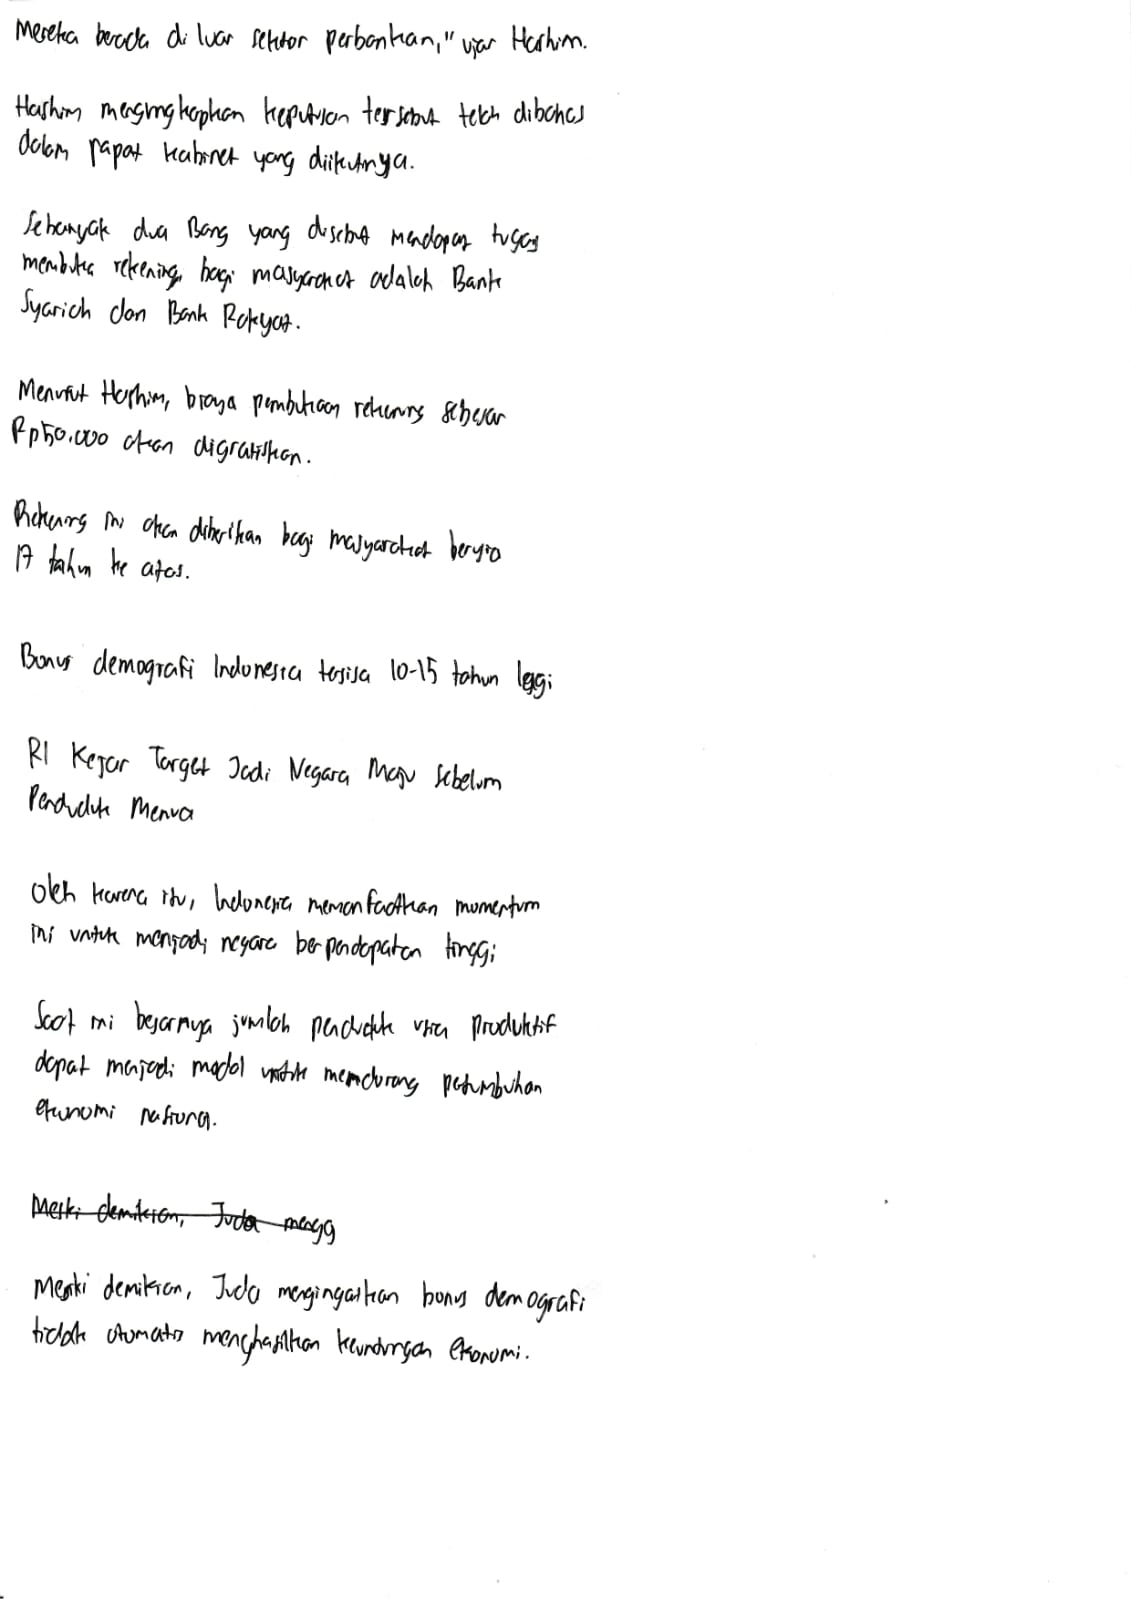 Mereka berada di luar sektor perbankan," ujar Hashim.
Hashim mengungkapkan keputusan tersebut telah dibahas
dalam rapat kabinet yang diikutinya.
Sebanyak dua Bang yang disebut mendapat tugas
membuka rekening bagi masyarakat adalah Bank
Syariah dan Bank Rakyat.
Menurut Hashim, biaya pembukaan rekening sebesar
Rp50.000 akan digratiskan.
Rekening ini akan diberikan bagi masyarakat berusia
17 tahun ke atas.
Bonus demografi Indonesia tersisa 10-15 tahun lagi
RI Kejar Target Jadi Negara Maju Sebelum
Penduduk Menua
Oleh karena itu, Indonesia memanfaatkan momentum
ini untuk menjadi negara berpendapatan tinggi
Saat ini besarnya jumlah penduduk usia produktif
dapat menjadi modal untuk mendorong pertumbuhan
ekonomi nasional.
Meski demikian, Juda mengg
Meski demikian, Juda mengingatkan bonus demografi
tidak otomatis menghasilkan keuntungan ekonomi.